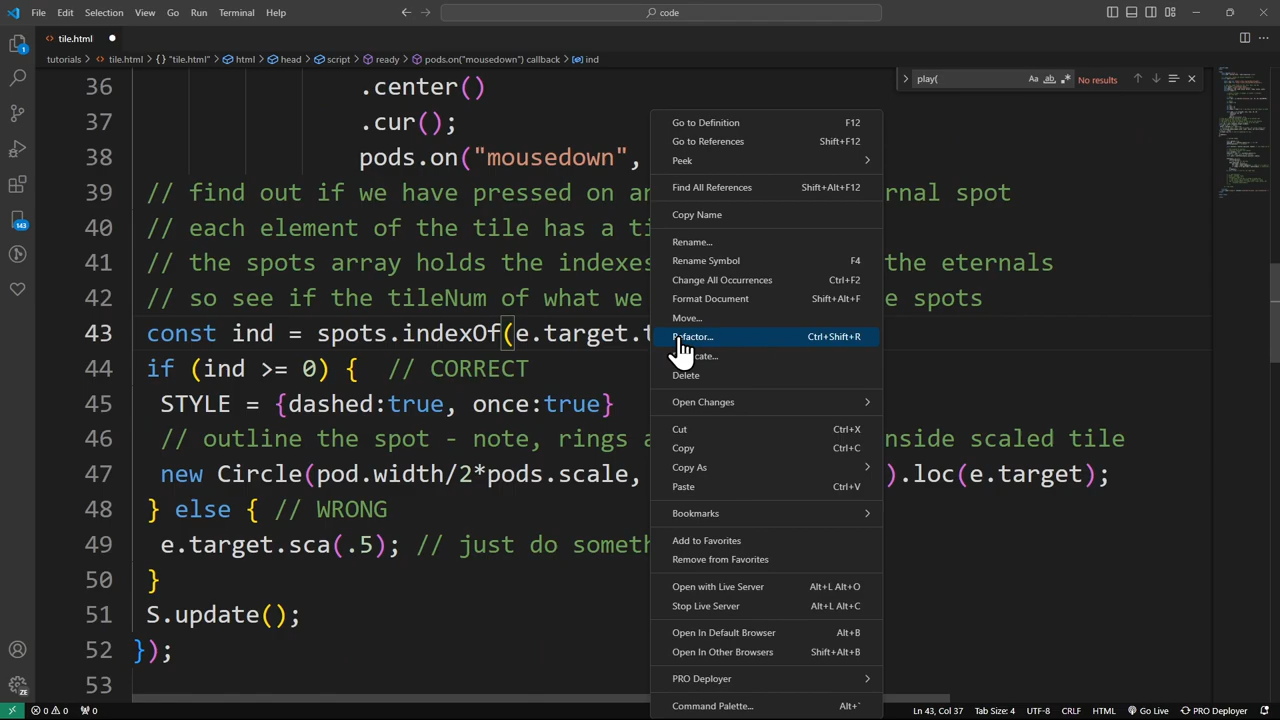 File Edit Selection View Go Run Terminal Help
code
tile.html
tutorials > tile.html > {} "tile.html" > html > head > script > ready > pods.on("mousedown") callback > ind
play(
Aa ab .*
No results
36 .center()
37 .cur();
38 pods.on("mousedown",
39 // find out if we have pressed on an rnal spot
40 // each element of the tile has a ti
41 // the spots array holds the indexes the eternals
42 // so see if the tileNum of what we e spots
43 const ind = spots.indexOf(e.target.t
44 if (ind >= 0) { // CORRECT
45 STYLE = {dashed:true, once:true}
46 // outline the spot - note, rings a nside scaled tile
47 new Circle(pod.width/2*pods.scale, ).loc(e.target);
48 } else { // WRONG
49 e.target.sca(.5); // just do someth
50 }
51 S.update();
52 });
53
Go to Definition F12
Go to References Shift+F12
Peek
Find All References Shift+Alt+F12
Copy Name
Rename...
Rename Symbol F4
Change All Occurrences Ctrl+F2
Format Document Shift+Alt+F
Move...
Refactor... Ctrl+Shift+R
cate...
Delete
Open Changes
Cut Ctrl+X
Copy Ctrl+C
Copy As
Paste Ctrl+V
Bookmarks
Add to Favorites
Remove from Favorites
Open with Live Server Alt+L Alt+O
Stop Live Server Alt+L Alt+C
Open In Default Browser Alt+B
Open In Other Browsers Shift+Alt+B
PRO Deployer
Command Palette... Alt+`
1
143
ZE
0 0 0
Ln 43, Col 37 Tab Size: 4 UTF-8 CRLF HTML Go Live PRO Deployer